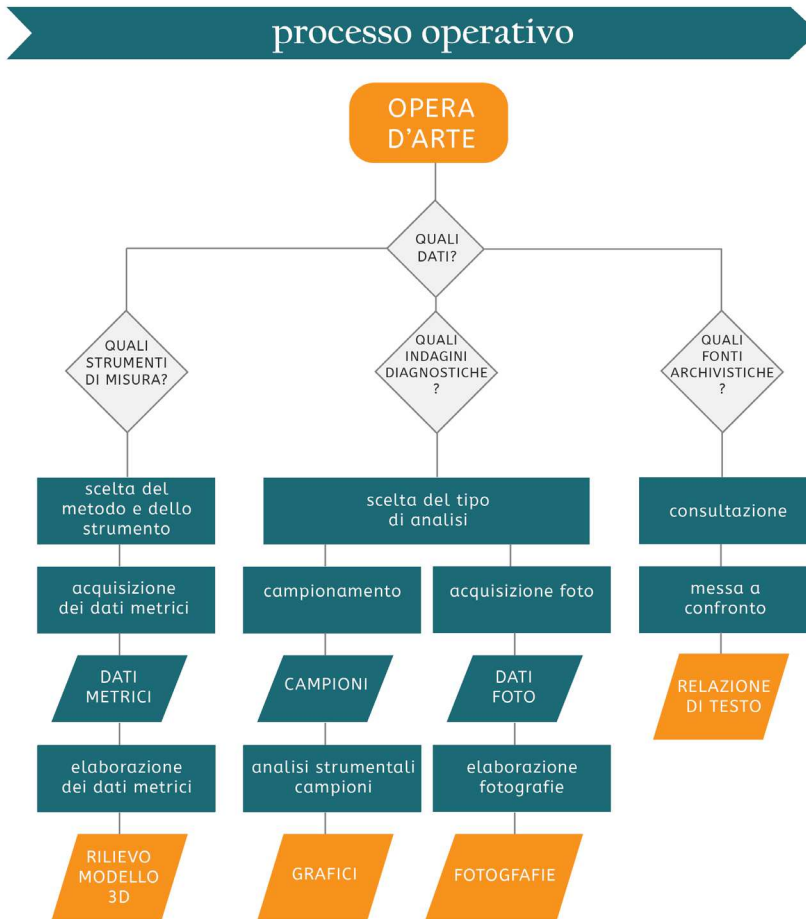 processo operativo
OPERA
D'ARTE
QUALI
DATI?
QUALI
STRUMENTI
DI MISURA?
QUALI
INDAGINI
DIAGNOSTICHE
?
QUALI
FONTI
ARCHIVISTICHE
?
scelta del
metodo e dello
strumento
scelta del tipo
di analisi
consultazione
acquisizione
dei dati metrici
campionamento
acquisizione foto
messa a
confronto
DATI
METRICI
CAMPIONI
DATI
FOTO
RELAZIONE
DI TESTO
elaborazione
dei dati metrici
analisi strumentali
campioni
elaborazione
fotografie
RILIEVO
MODELLO
3D
GRAFICI
FOTOGAFIE